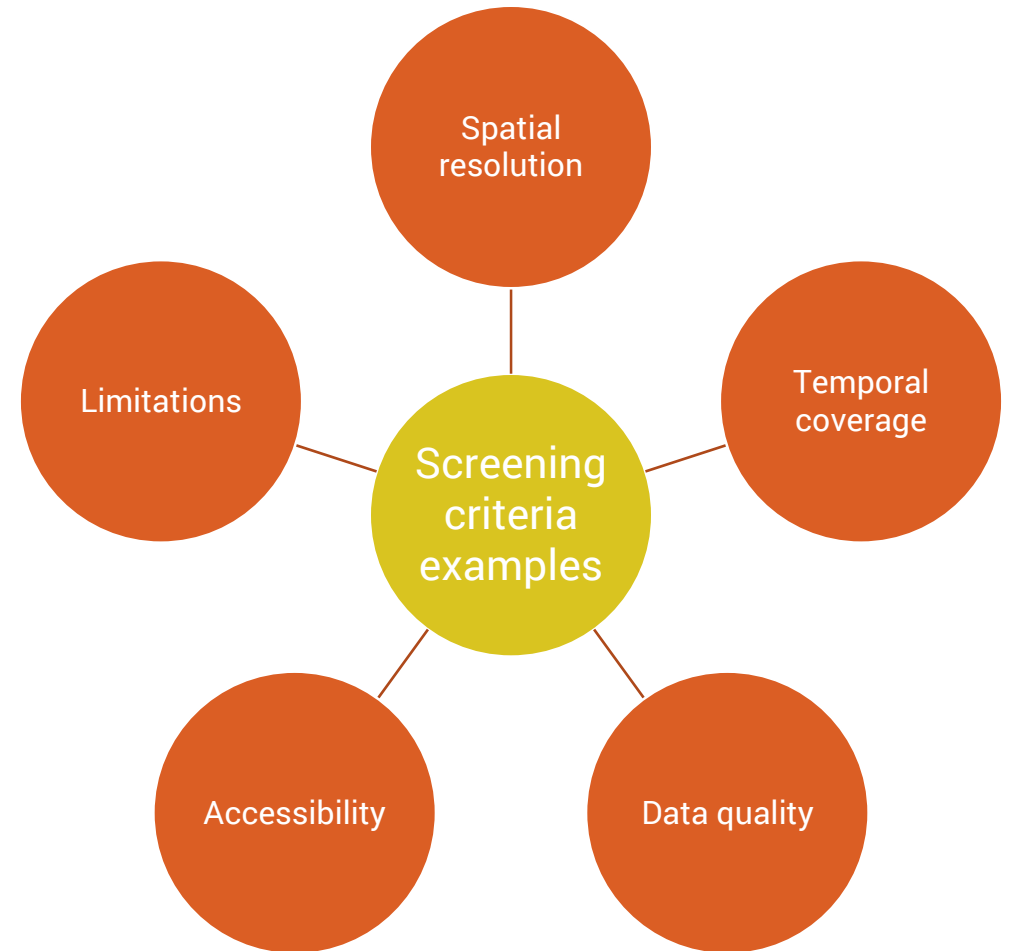 Spatial
resolution
Temporal
coverage
Limitations
Screening
criteria
examples
Accessibility
Data quality